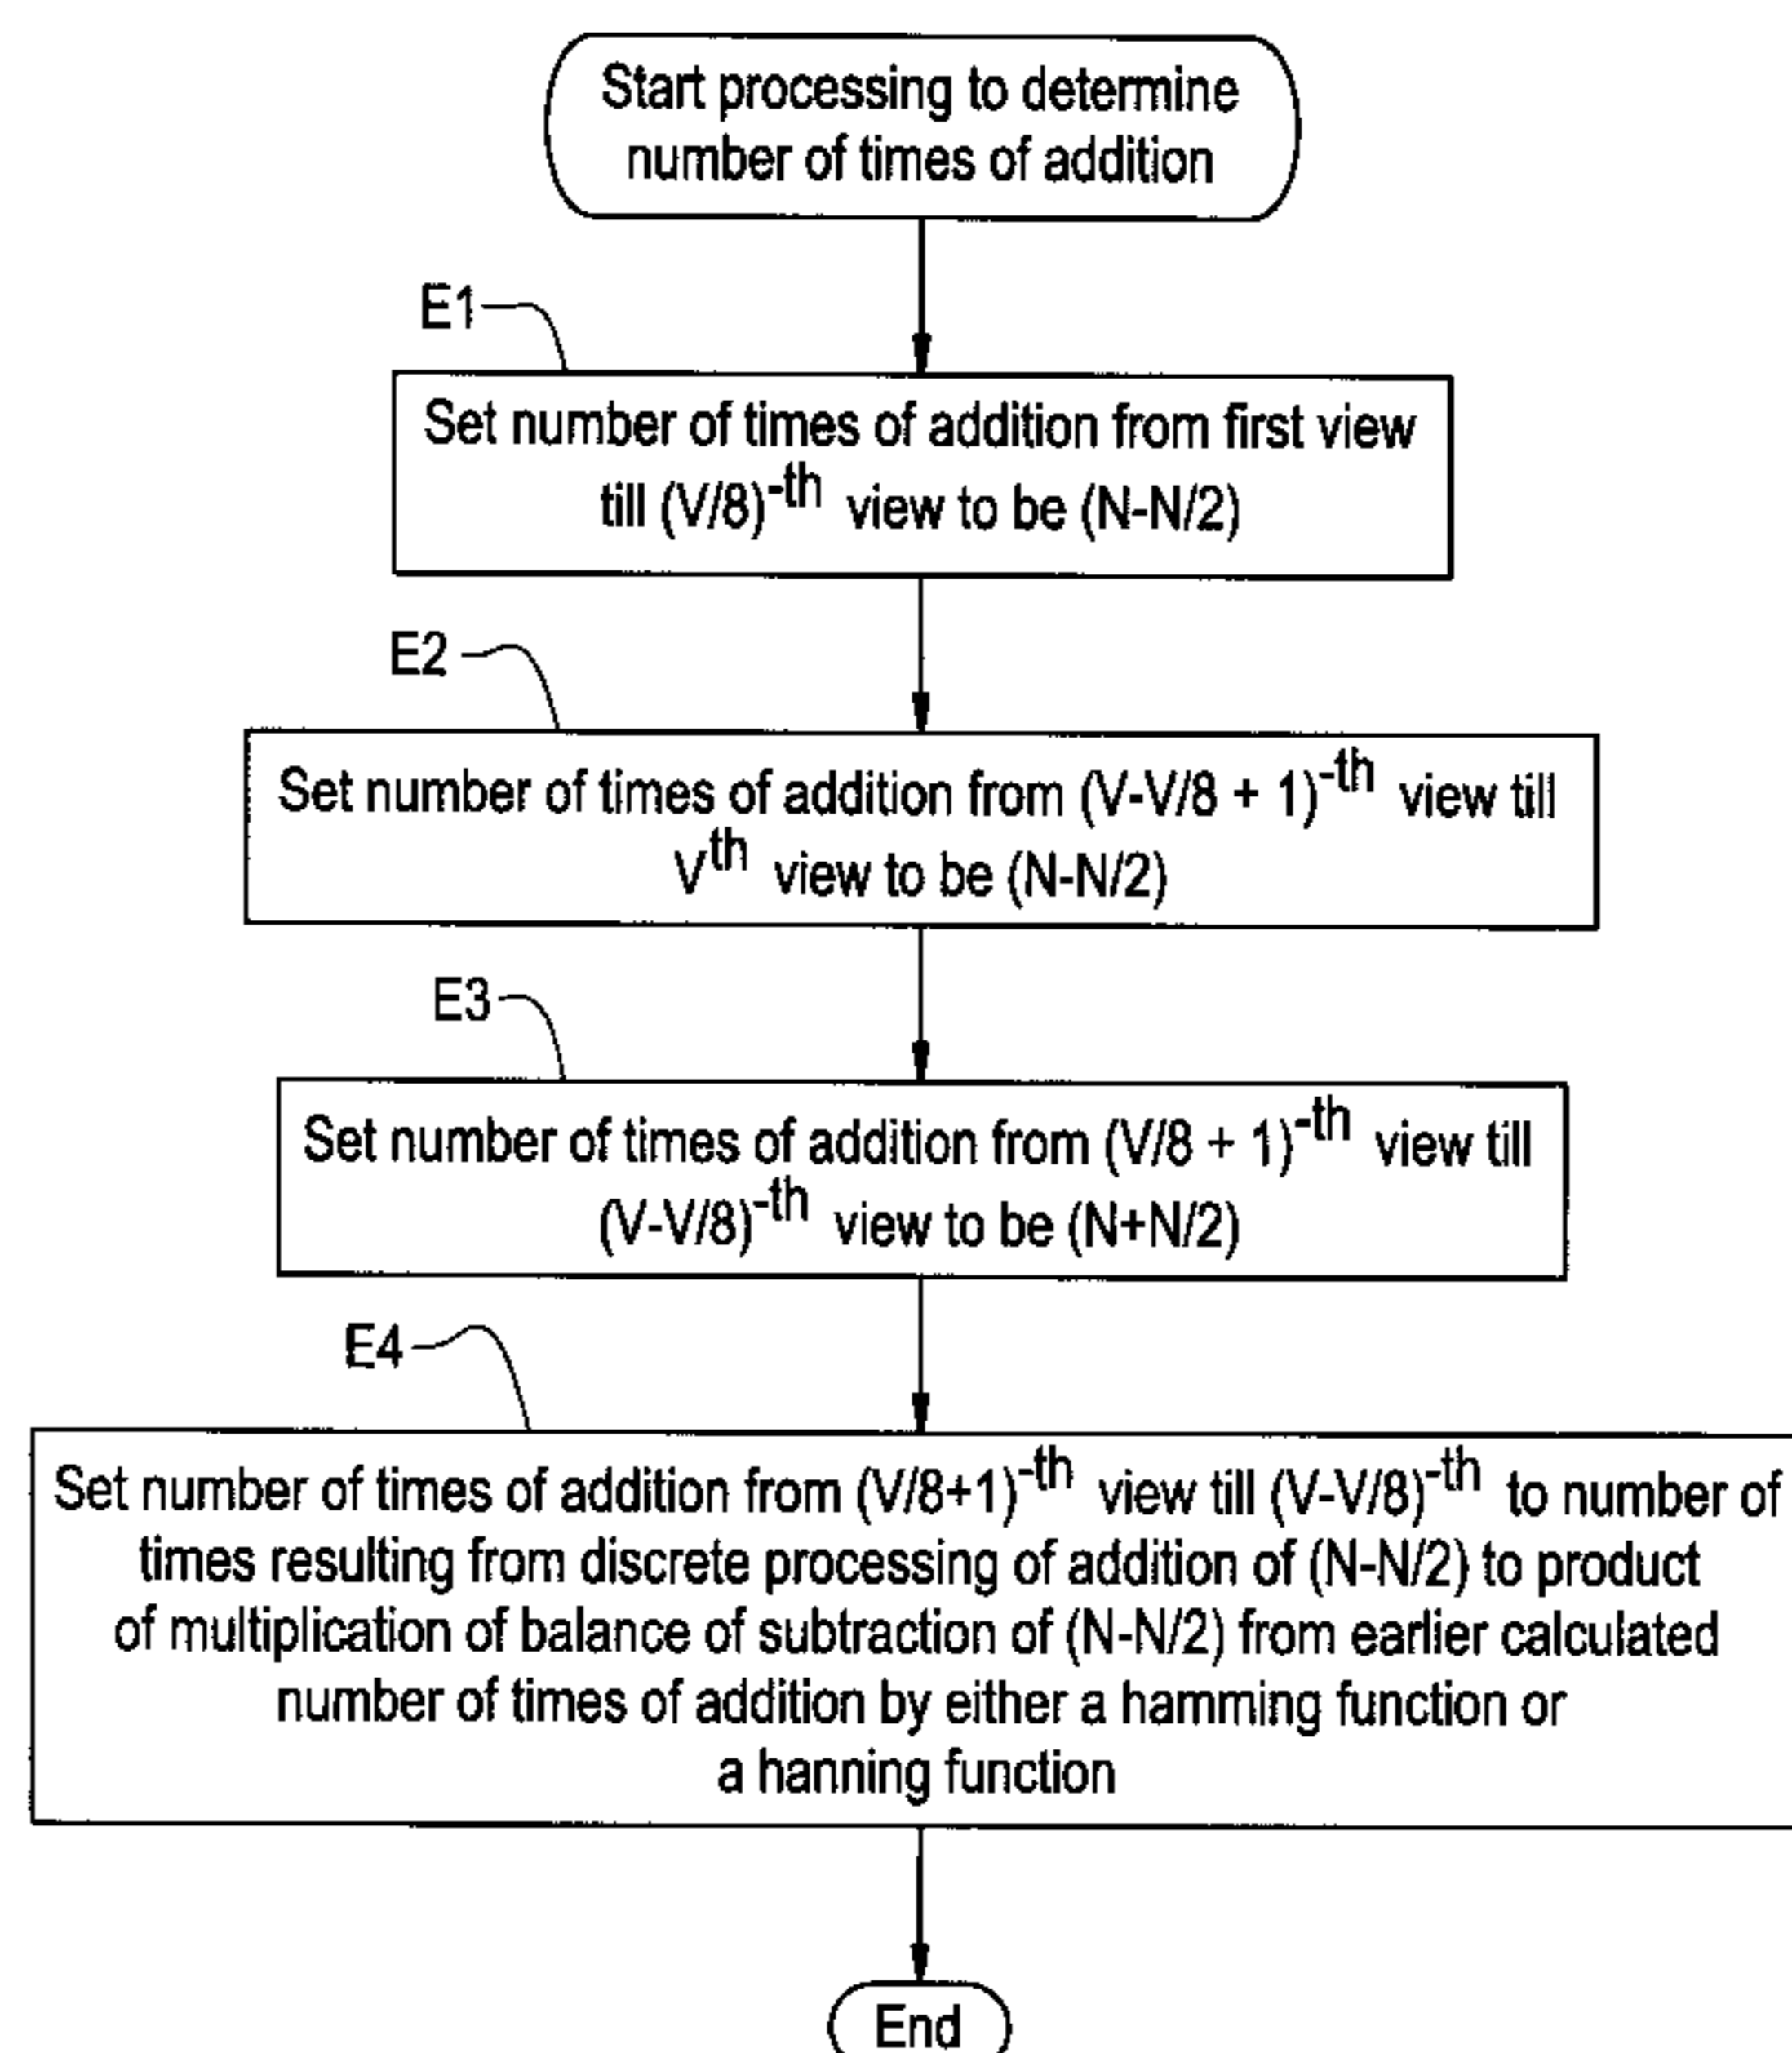 Start processing to determine
number of times of addition
E1
Set number of times of addition from first view
till (V/8)-th view to be (N-N/2)
E2
Set number of times of addition from (V-V/8 + 1)-th view till
Vth view to be (N-N/2)
E3
Set number of times of addition from (V/8 + 1)-th view till
(V-V/8)-th view to be (N+N/2)
E4
Set number of times of addition from (V/8+1)-th view till (V-V/8)-th to number of
times resulting from discrete processing of addition of (N-N/2) to product
of multiplication of balance of subtraction of (N-N/2) from earlier calculated
number of times of addition by either a hamming function or
a hanning function
End